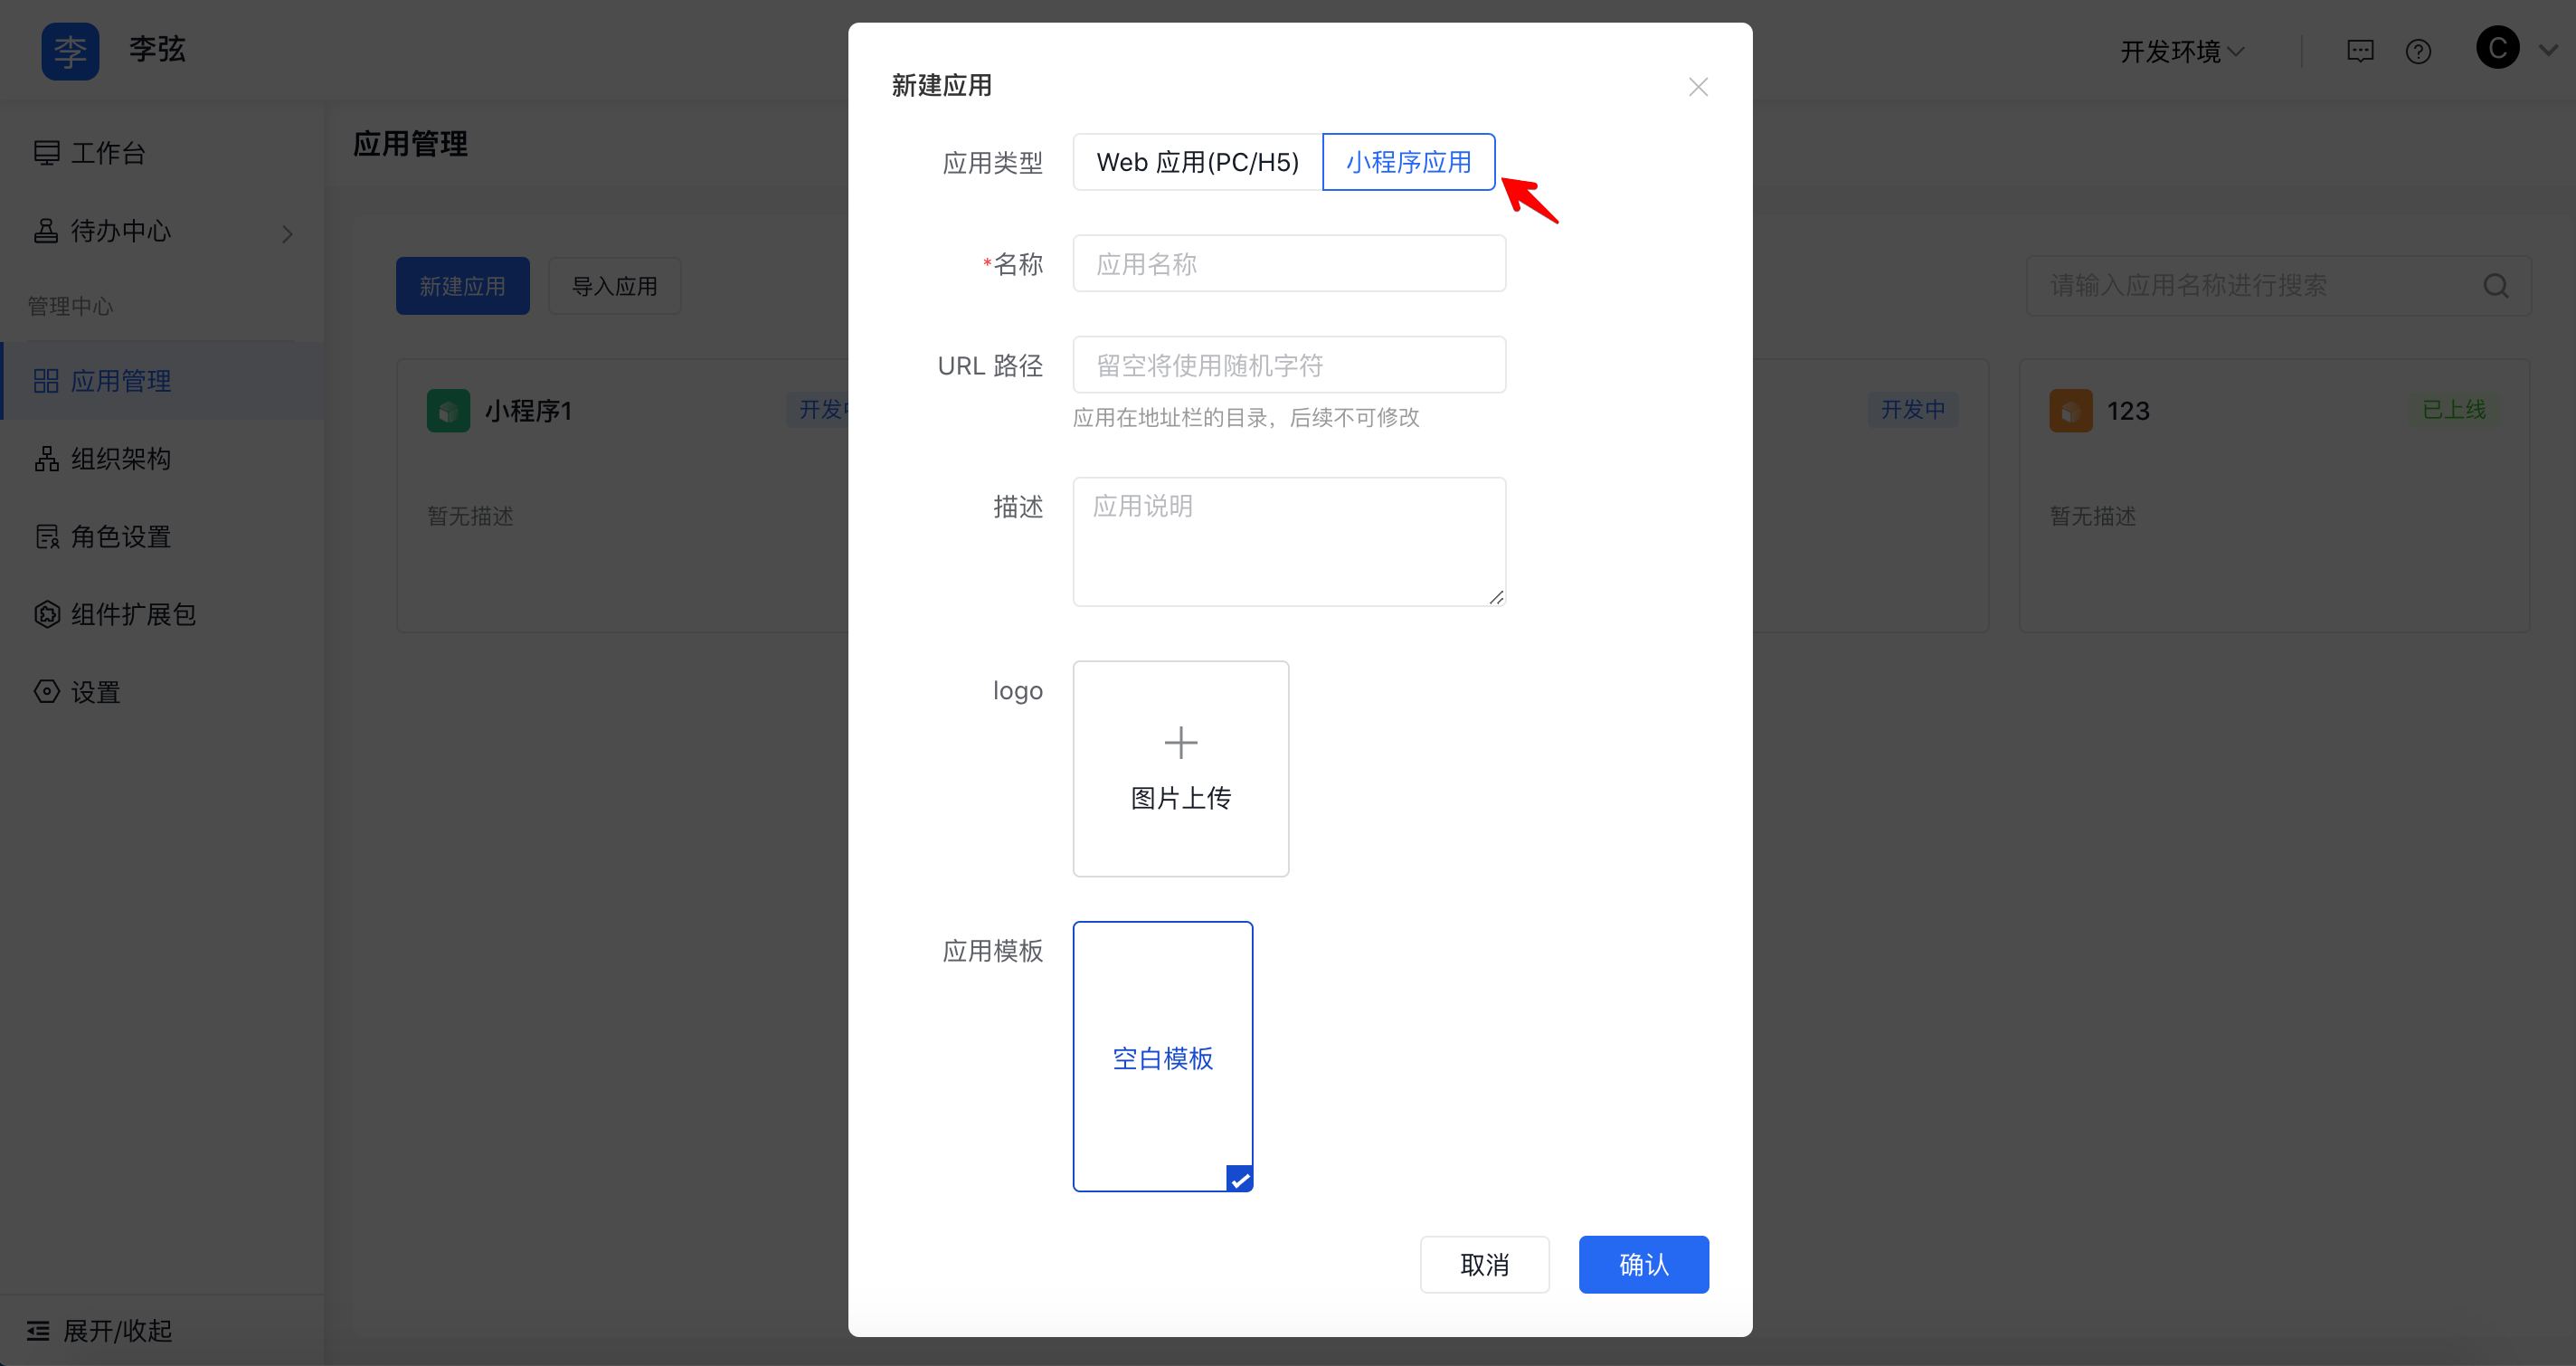 李 李弦
开发环境
C
工作台
待办中心
管理中心
应用管理
组织架构
角色设置
组件扩展包
设置
展开/收起
应用管理
新建应用 导入应用
请输入应用名称进行搜索
小程序1
暂无描述
开发中
123 已上线
暂无描述
新建应用
应用类型 Web 应用(PC/H5) 小程序应用
*名称 应用名称
URL 路径 留空将使用随机字符
应用在地址栏的目录，后续不可修改
描述 应用说明
logo
图片上传
应用模板
空白模板
取消 确认